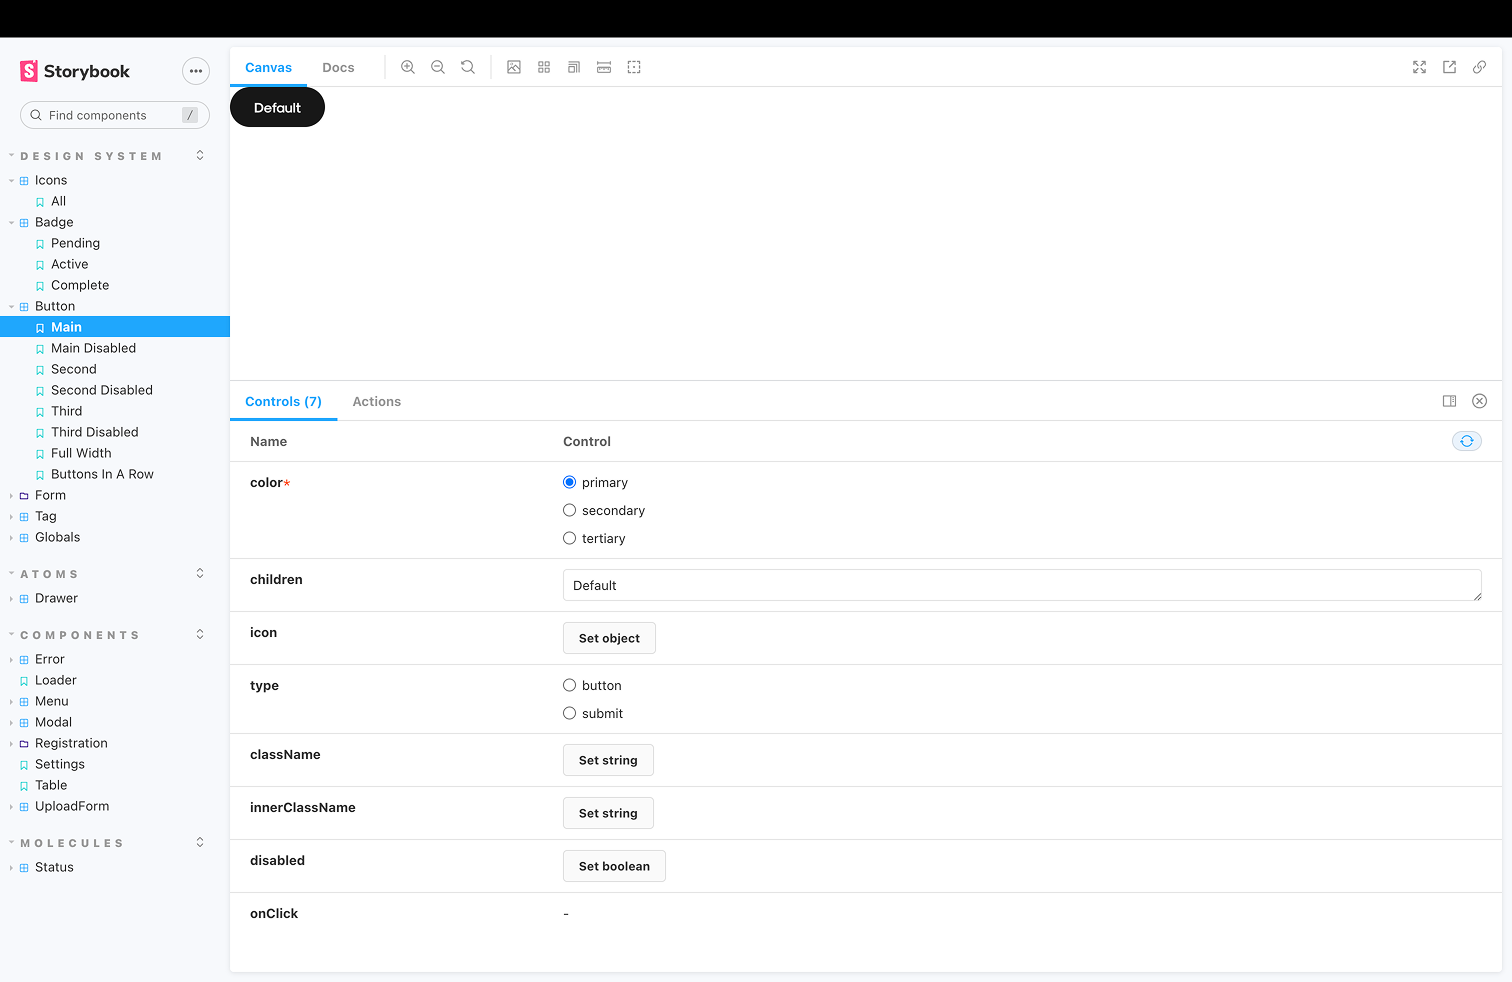 Storybook
Find components /
DESIGN SYSTEM
Icons
All
Badge
Pending
Active
Complete
Button
Main
Main Disabled
Second
Second Disabled
Third
Third Disabled
Full Width
Buttons In A Row
Form
Tag
Globals
ATOMS
Drawer
COMPONENTS
Error
Loader
Menu
Modal
Registration
Settings
Table
UploadForm
MOLECULES
Status
Canvas Docs
Default
Controls (7) Actions
Name Control
color* primary
secondary
tertiary
children Default
icon Set object
type button
submit
className Set string
innerClassName Set string
disabled Set boolean
onClick -